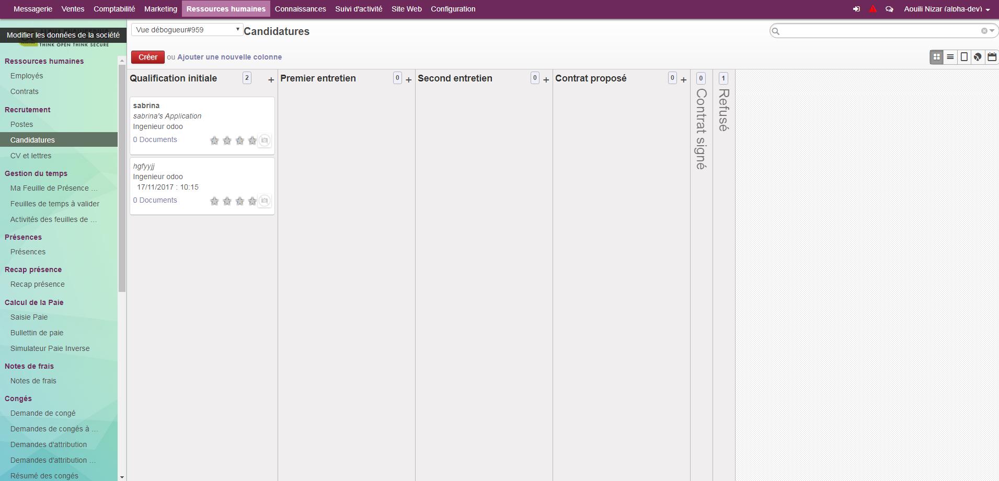 Messagerie Ventes Comptabilité Marketing Ressources humaines Connaissances Suivi d'activité Site Web Configuration Aouili Nizar (alpha-dev)
Modifier les données de la société
THINK OPEN THINK SECURE
Vue débogueur#959 Candidatures
Créer ou Ajouter une nouvelle colonne
Ressources humaines
Employés
Contrats
Recrutement
Postes
Candidatures
CV et lettres
Gestion du temps
Ma Feuille de Présence ...
Feuilles de temps à valider
Activités des feuilles de ...
Présences
Présences
Recap présence
Recap présence
Calcul de la Paie
Saisie Paie
Bullettin de paie
Simulateur Paie Inverse
Notes de frais
Notes de frais
Congés
Demande de congé
Demandes de congés à ...
Demandes d'attribution
Demandes d'attribution ...
Résumé des congés
Qualification initiale 2 +
sabrina
sabrina's Application
Ingenieur odoo
0 Documents
hgfyyjj
Ingenieur odoo
17/11/2017 : 10:15
0 Documents
Premier entretien 0 +
Second entretien 0 +
Contrat proposé 0 +
0
Contrat signé
1
Refusé